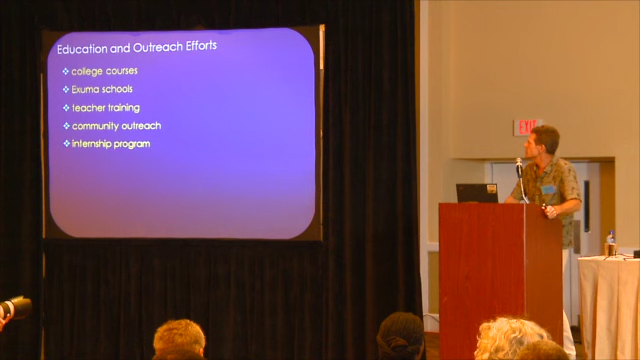 Education and Outreach Efforts
❖ college courses
❖ Exuma schools
❖ teacher training
❖ community outreach
❖ internship program
EXIT